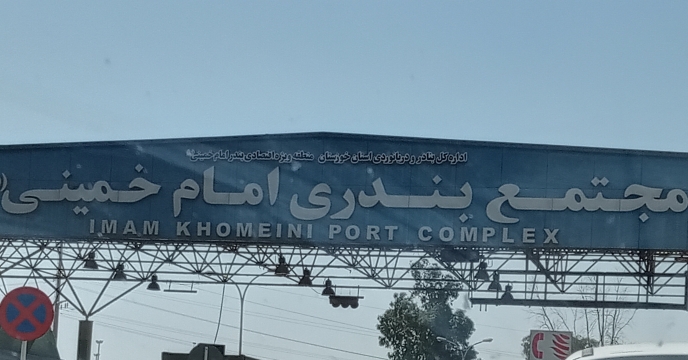 اداره کل بنادر و دریانوردی استان خوزستان منطقه ویژه اقتصادی بندر امام خمینی
مجتمع بندری امام خمینی
IMAM KHOMEINI PORT COMPLEX